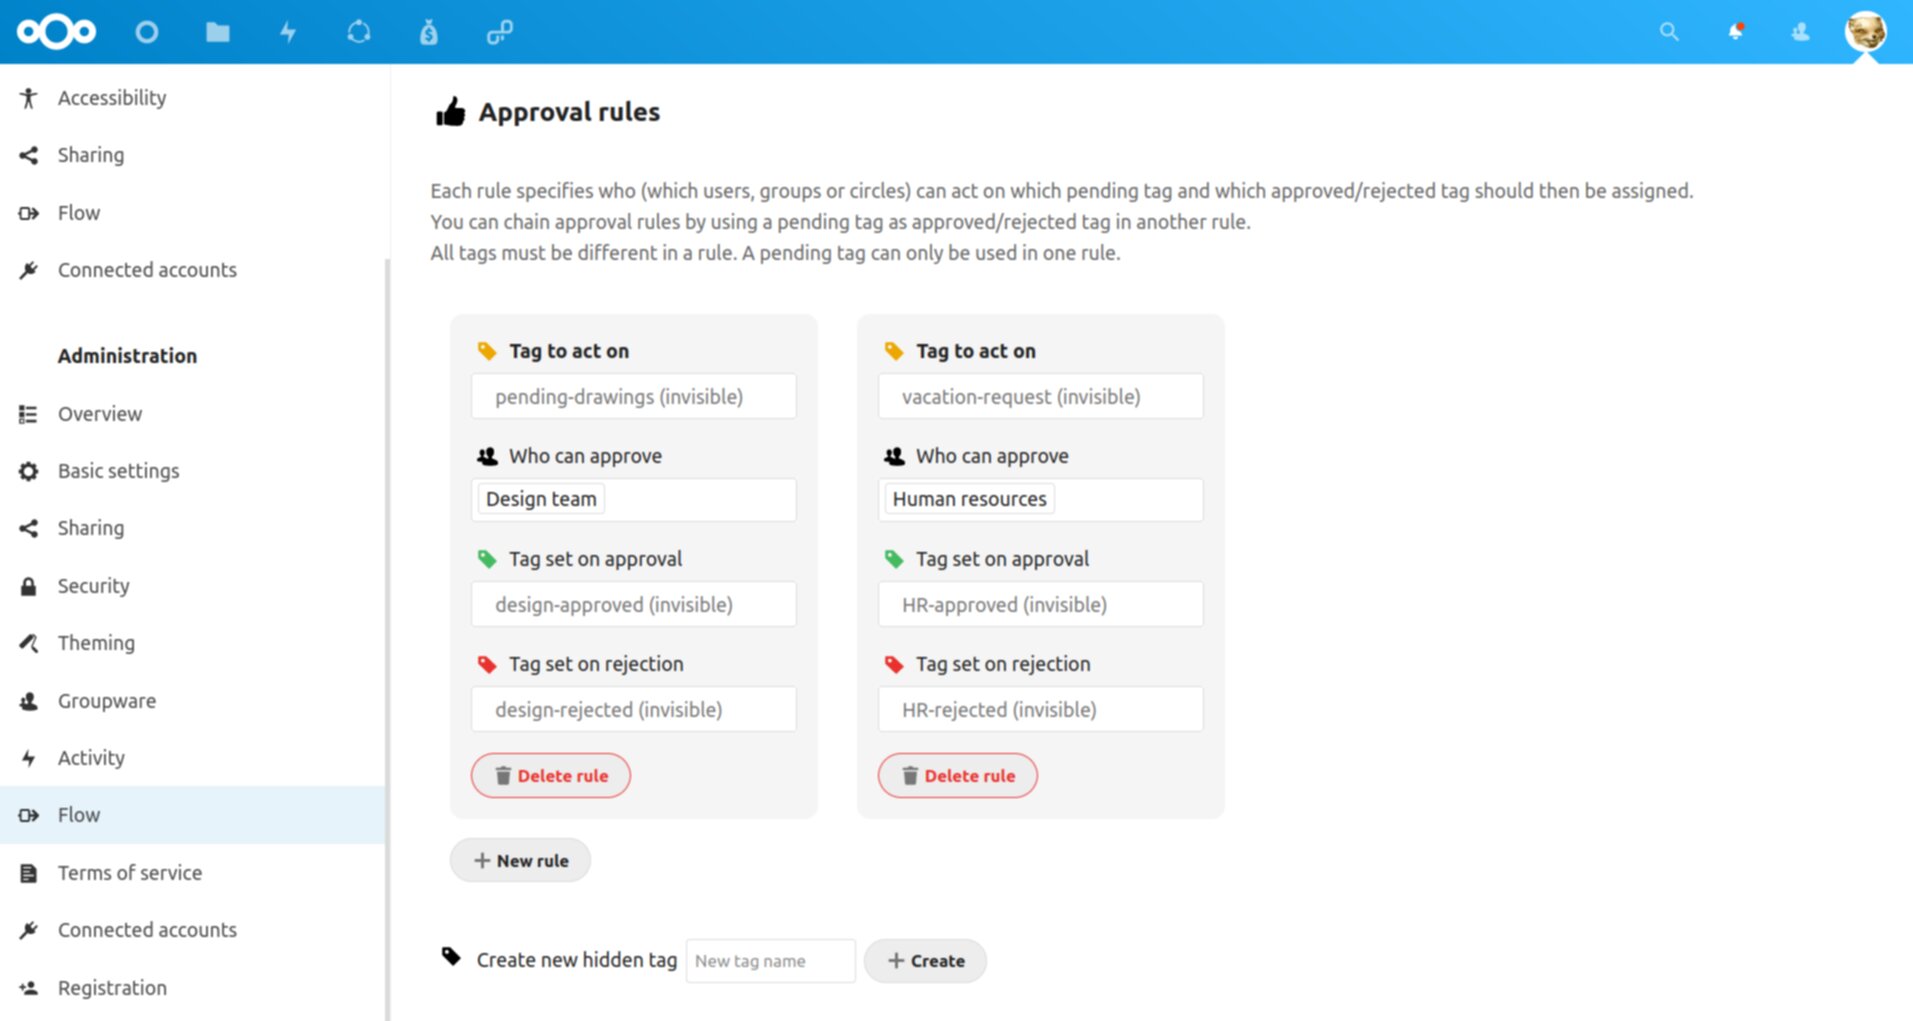 Accessibility
Sharing
Flow
Connected accounts
Administration
Overview
Basic settings
Sharing
Security
Theming
Groupware
Activity
Flow
Terms of service
Connected accounts
Registration
Approval rules
Each rule specifies who (which users, groups or circles) can act on which pending tag and which approved/rejected tag should then be assigned.
You can chain approval rules by using a pending tag as approved/rejected tag in another rule.
All tags must be different in a rule. A pending tag can only be used in one rule.
Tag to act on
pending-drawings (invisible)
Who can approve
Design team
Tag set on approval
design-approved (invisible)
Tag set on rejection
design-rejected (invisible)
Delete rule
Tag to act on
vacation-request (invisible)
Who can approve
Human resources
Tag set on approval
HR-approved (invisible)
Tag set on rejection
HR-rejected (invisible)
Delete rule
+ New rule
Create new hidden tag New tag name + Create